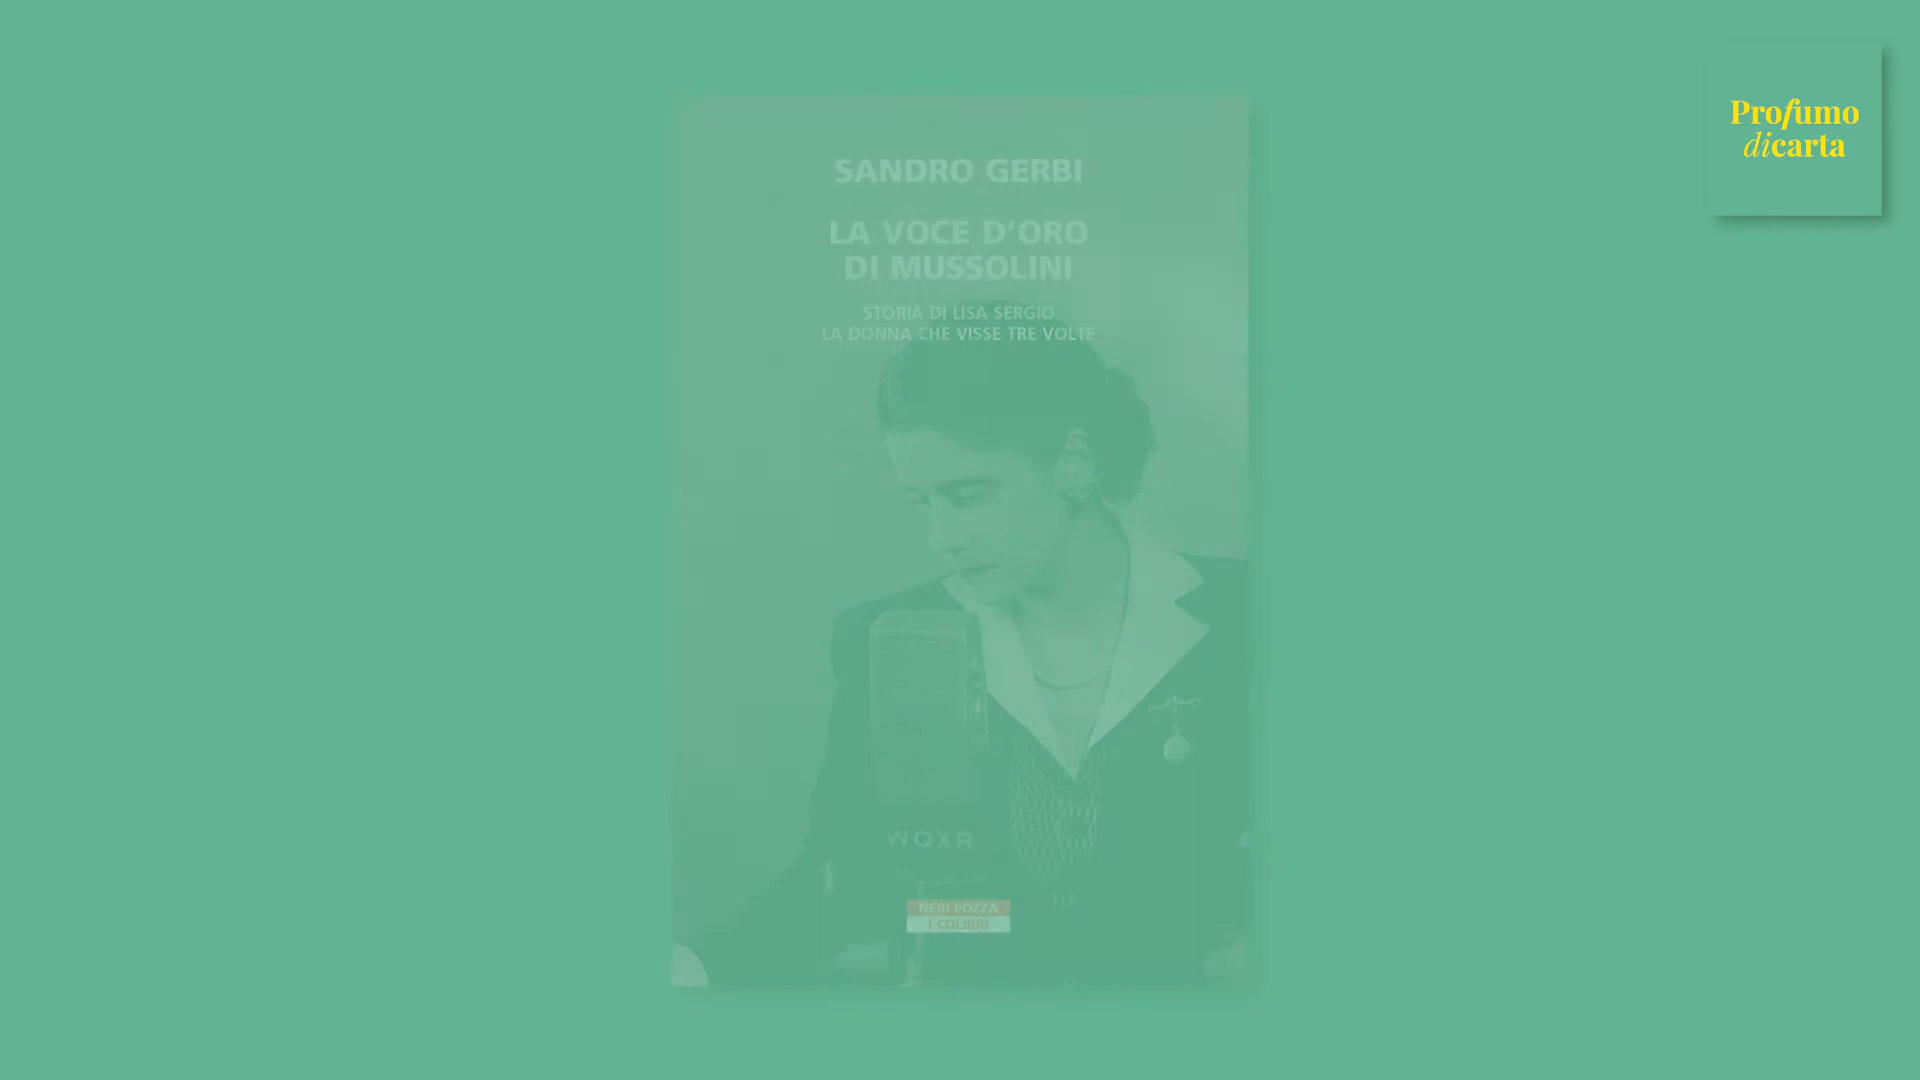 Profumo
dicarta
SANDRO GERBI
LA VOCE D'ORO
DI MUSSOLINI
STORIA DI LISA SERGIO
LA DONNA CHE VISSE TRE VOLTE
WQXR
NERI POZZA
I COLIBRÌ